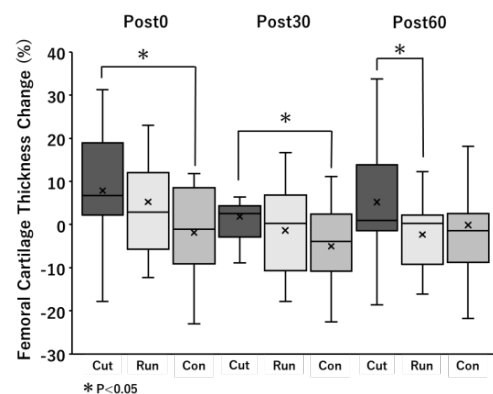 Post0 Post30 Post60
Femoral Cartilage Thickness Change (%)
40
30
20
10
0
-10
-20
-30
* * *
Cut Run Con Cut Run Con Cut Run Con
* P<0.05